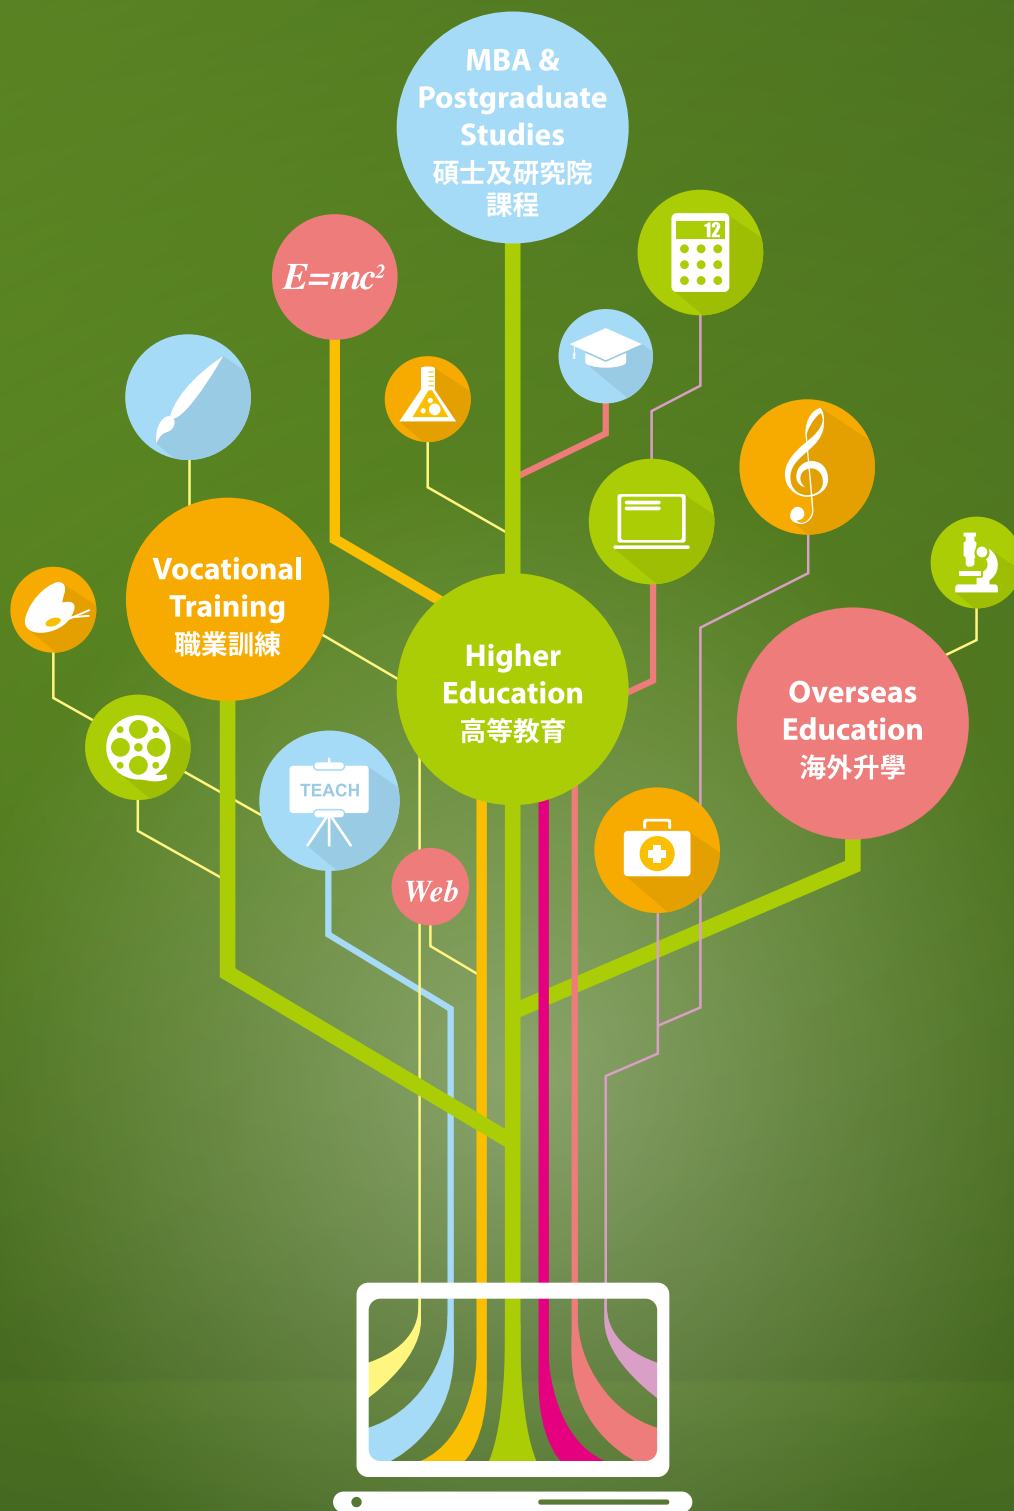 MBA &
Postgraduate
Studies
碩士及研究院
課程
12
E=mc²
Vocational
Training
職業訓練
Higher
Education
高等教育
Overseas
Education
海外升學
TEACH
Web